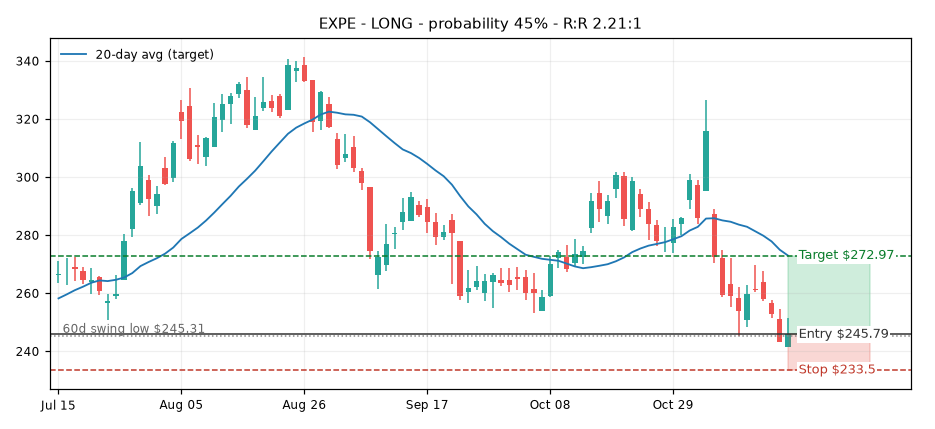 EXPE - LONG - probability 45% - R:R 2.21:1
20-day avg (target)
340
320
300
280
260
240
Target $272.97
60d swing low $245.31
Entry $245.79
Stop $233.5
Jul 15
Aug 05
Aug 26
Sep 17
Oct 08
Oct 29